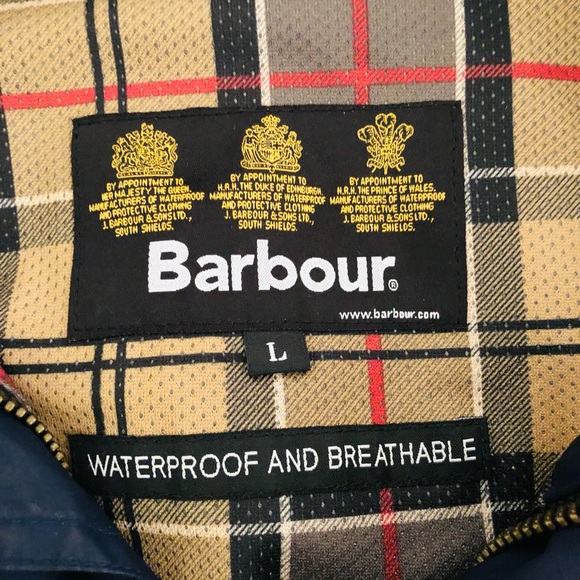 BY APPOINTMENT TO
HER MAJESTY THE QUEEN,
MANUFACTURERS OF WATERPROOF
AND PROTECTIVE CLOTHING
J. BARBOUR & SONS LTD.,
SOUTH SHIELDS.
BY APPOINTMENT TO
H.R.H. THE DUKE OF EDINBURGH,
MANUFACTURERS OF WATERPROOF
AND PROTECTIVE CLOTHING
J. BARBOUR & SONS LTD.,
SOUTH SHIELDS.
BY APPOINTMENT TO
H.R.H. THE PRINCE OF WALES,
MANUFACTURERS OF WATERPROOF
AND PROTECTIVE CLOTHING
J. BARBOUR & SONS LTD.,
SOUTH SHIELDS.
Barbour®
www.barbour.com
L
WATERPROOF AND BREATHABLE